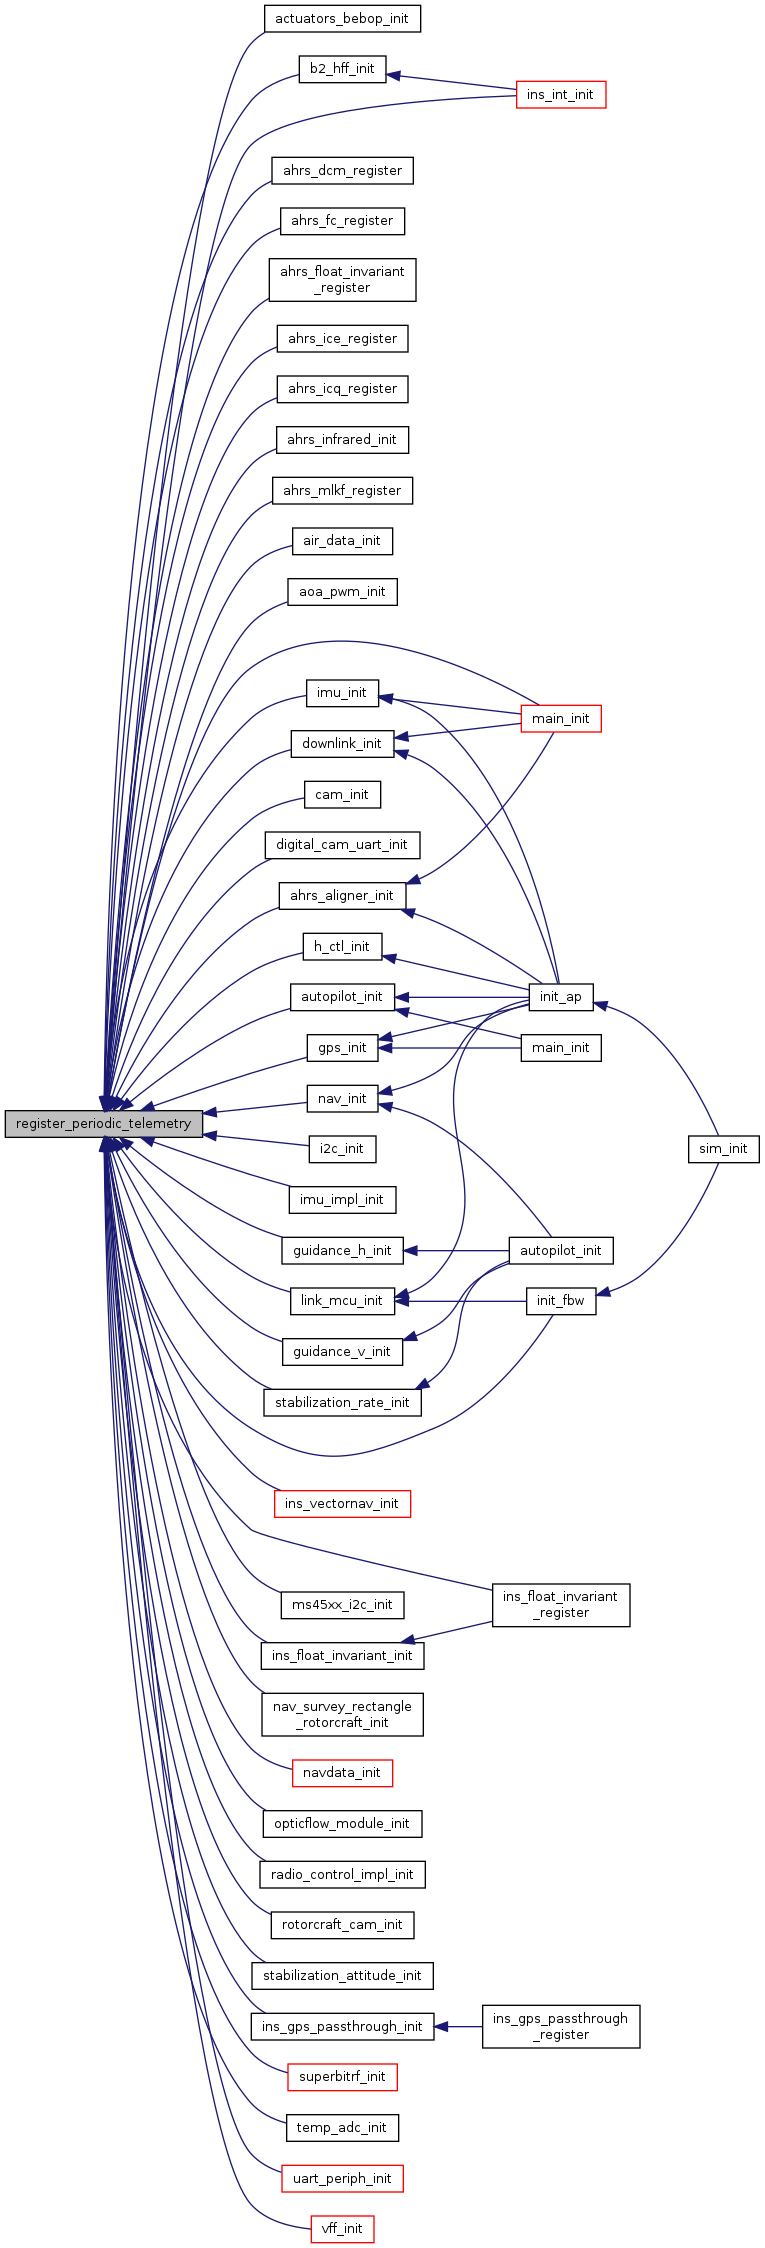 actuators_bebop_init
b2_hff_init
ins_int_init
ahrs_dcm_register
ahrs_fc_register
ahrs_float_invariant
_register
ahrs_ice_register
ahrs_icq_register
ahrs_infrared_init
ahrs_mlkf_register
air_data_init
aoa_pwm_init
imu_init
main_init
downlink_init
cam_init
digital_cam_uart_init
ahrs_aligner_init
h_ctl_init
autopilot_init
init_ap
gps_init
main_init
nav_init
register_periodic_telemetry
i2c_init
sim_init
imu_impl_init
guidance_h_init
autopilot_init
link_mcu_init
init_fbw
guidance_v_init
stabilization_rate_init
ins_vectornav_init
ms45xx_i2c_init
ins_float_invariant
_register
ins_float_invariant_init
nav_survey_rectangle
_rotorcraft_init
navdata_init
opticflow_module_init
radio_control_impl_init
rotorcraft_cam_init
stabilization_attitude_init
ins_gps_passthrough_init
ins_gps_passthrough
_register
superbitrf_init
temp_adc_init
uart_periph_init
vff_init